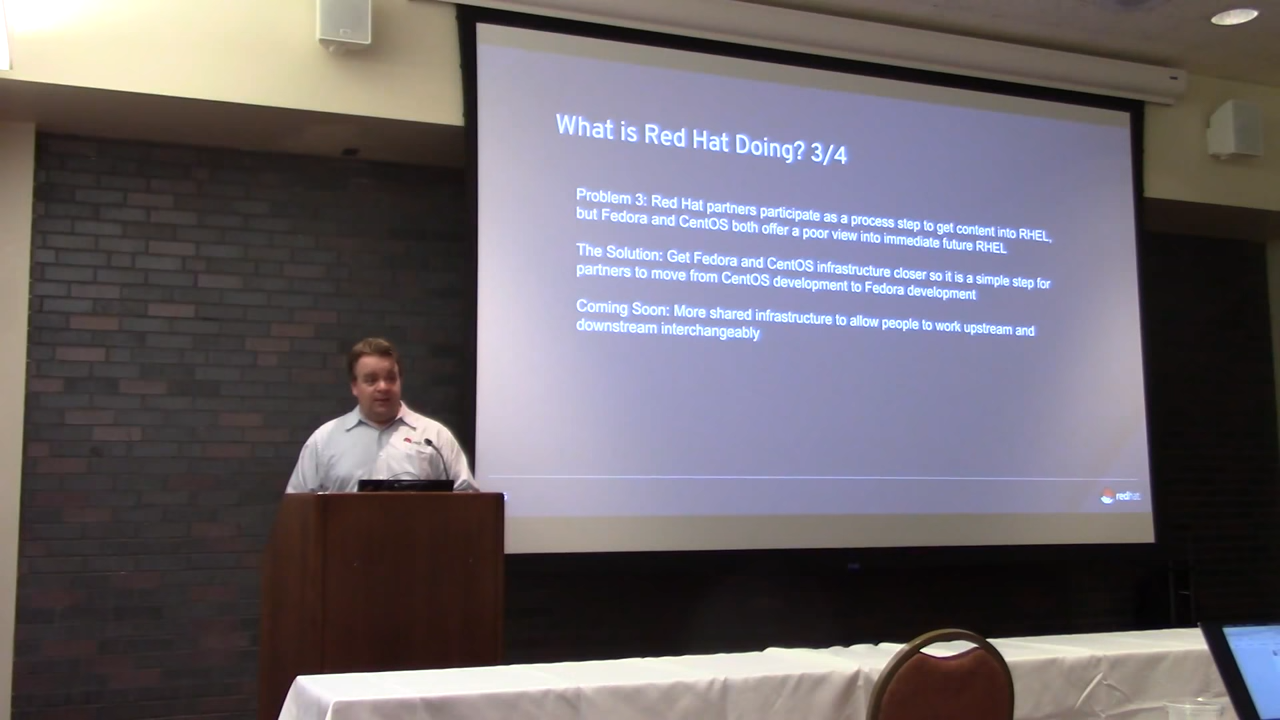 What is Red Hat Doing? 3/4
Problem 3: Red Hat partners participate as a process step to get content into RHEL,
but Fedora and CentOS both offer a poor view into immediate future RHEL
The Solution: Get Fedora and CentOS infrastructure closer so it is a simple step for
partners to move from CentOS development to Fedora development
Coming Soon: More shared infrastructure to allow people to work upstream and
downstream interchangeably
redhat